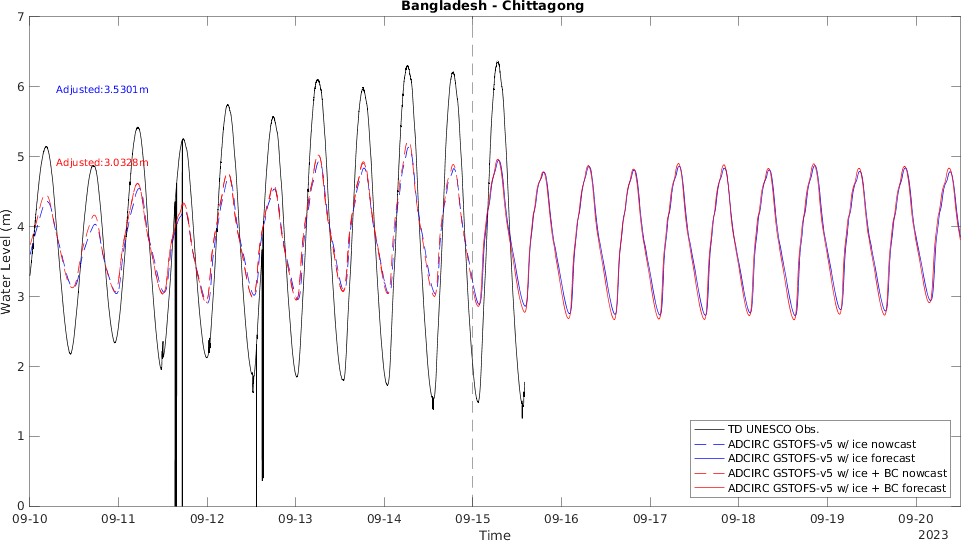 Bangladesh - Chittagong
7
6
5
4
3
2
1
0
Water Level (m)
Adjusted:3.5301m
Adjusted:3.0328m
TD UNESCO Obs.
ADCIRC GSTOFS-v5 w/ ice nowcast
ADCIRC GSTOFS-v5 w/ ice forecast
ADCIRC GSTOFS-v5 w/ ice + BC nowcast
ADCIRC GSTOFS-v5 w/ ice + BC forecast
09-10 09-11 09-12 09-13 09-14 09-15 09-16 09-17 09-18 09-19 09-20
Time
2023